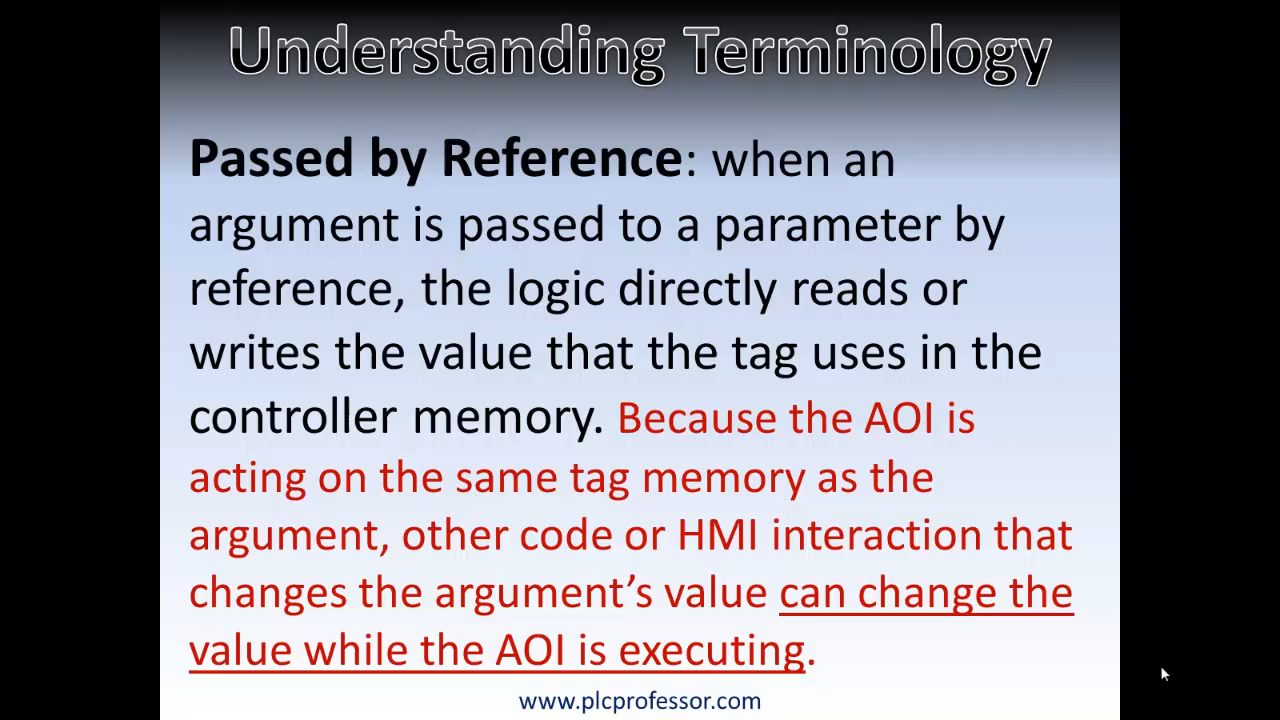 Understanding Terminology
Passed by Reference: when an
argument is passed to a parameter by
reference, the logic directly reads or
writes the value that the tag uses in the
controller memory. Because the AOI is
acting on the same tag memory as the
argument, other code or HMI interaction that
changes the argument’s value can change the
value while the AOI is executing.
www.plcprofessor.com